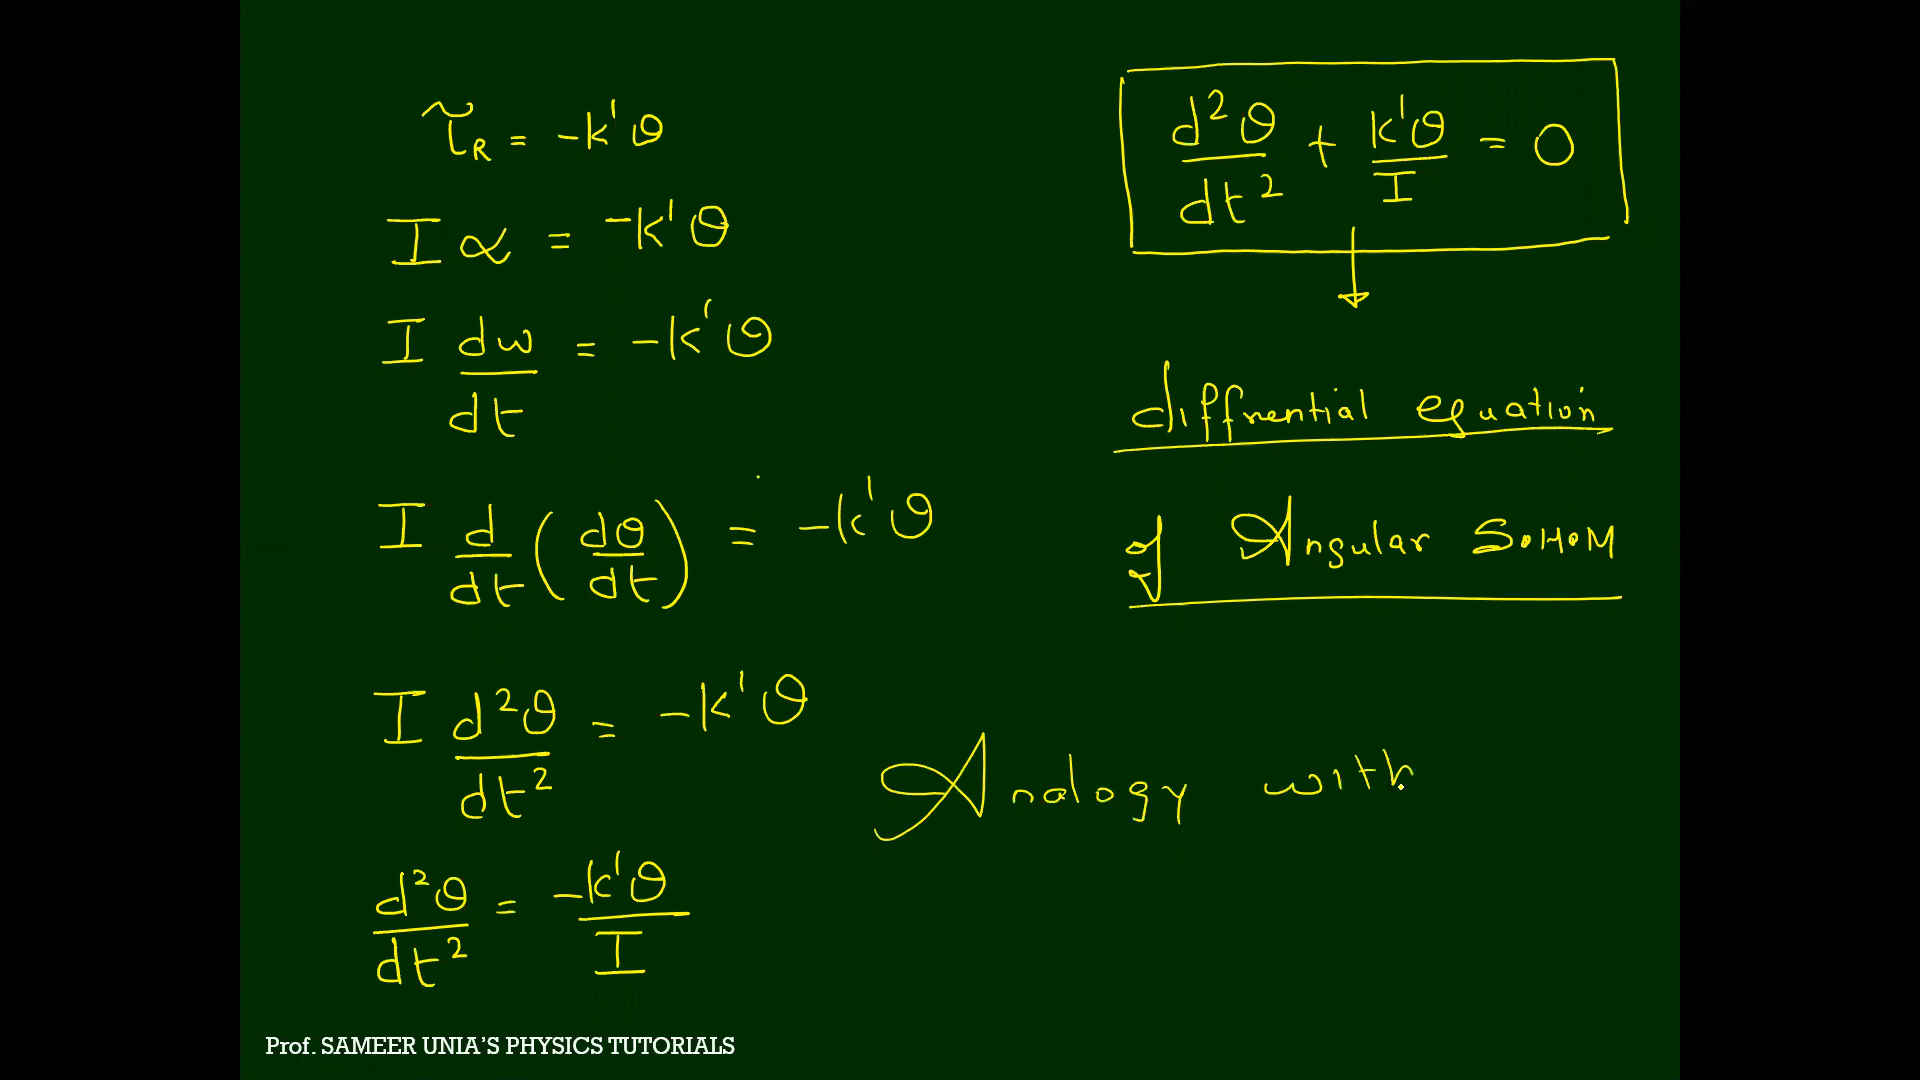 τ_R = -k'θ
I α = -k'θ
I dω/dt = -k'θ
I d/dt (dθ/dt) = -k'θ
I d²θ/dt² = -k'θ
d²θ/dt² = -k'θ/I
d²θ/dt² + k'θ/I = 0
diffrential equation
of Angular S.H.M
Analogy with
Prof. SAMEER UNIA'S PHYSICS TUTORIALS